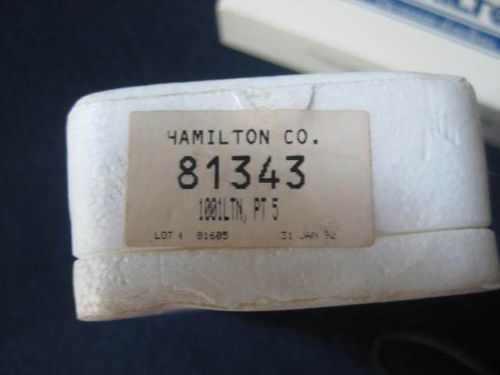 HAMILTON CO.
81343
1001LTN, PT 5
LOT # 81605 31 JAN 92